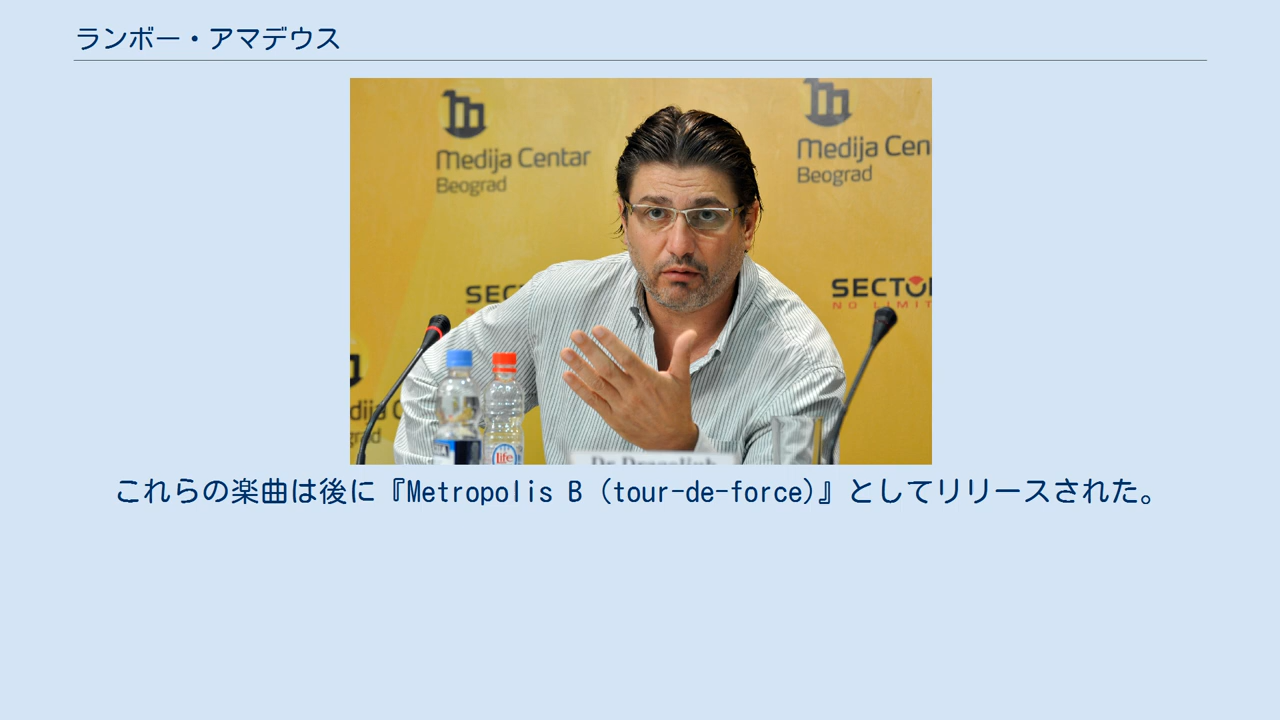 ランボー・アマデウス
Medija Centar
Beograd
Medija Cen
Beograd
SECTOR
NO LIMIT
life
これらの楽曲は後に『Metropolis B (tour-de-force)』としてリリースされた。